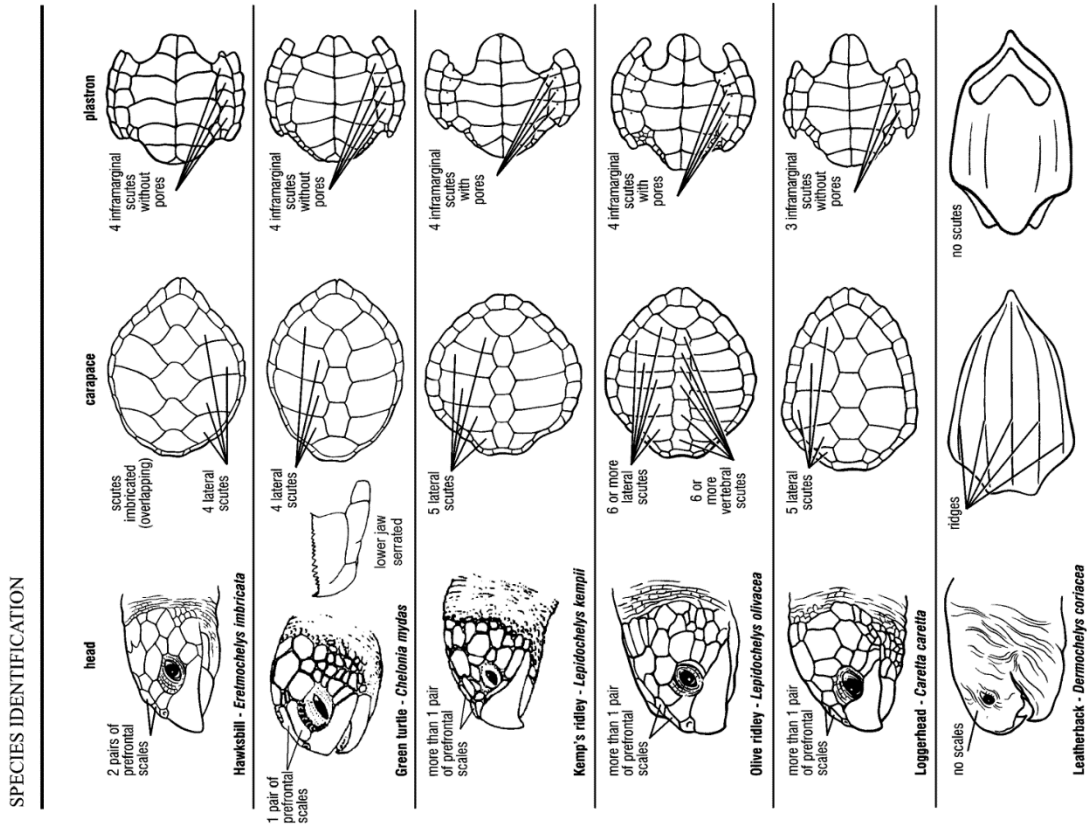 SPECIES IDENTIFICATION
head
carapace
plastron
2 pairs of
prefrontal
scales
scutes
imbricated
(overlapping)
4 lateral
scutes
4 inframarginal
scutes
without
pores
Hawksbill - Eretmochelys imbricata
1 pair of
prefrontal
scales
lower jaw
serrated
4 lateral
scutes
4 inframarginal
scutes
without
pores
Green turtle - Chelonia mydas
more than 1 pair
of prefrontal
scales
5 lateral
scutes
4 inframarginal
scutes
with
pores
Kemp's ridley - Lepidochelys kempii
more than 1 pair
of prefrontal
scales
6 or more
lateral
scutes
6 or
more
vertebral
scutes
4 inframarginal
scutes
with
pores
Olive ridley - Lepidochelys olivacea
more than 1 pair
of prefrontal
scales
5 lateral
scutes
3 inframarginal
scutes
without
pores
Loggerhead - Caretta caretta
no scales
ridges
no scutes
Leatherback - Dermochelys coriacea